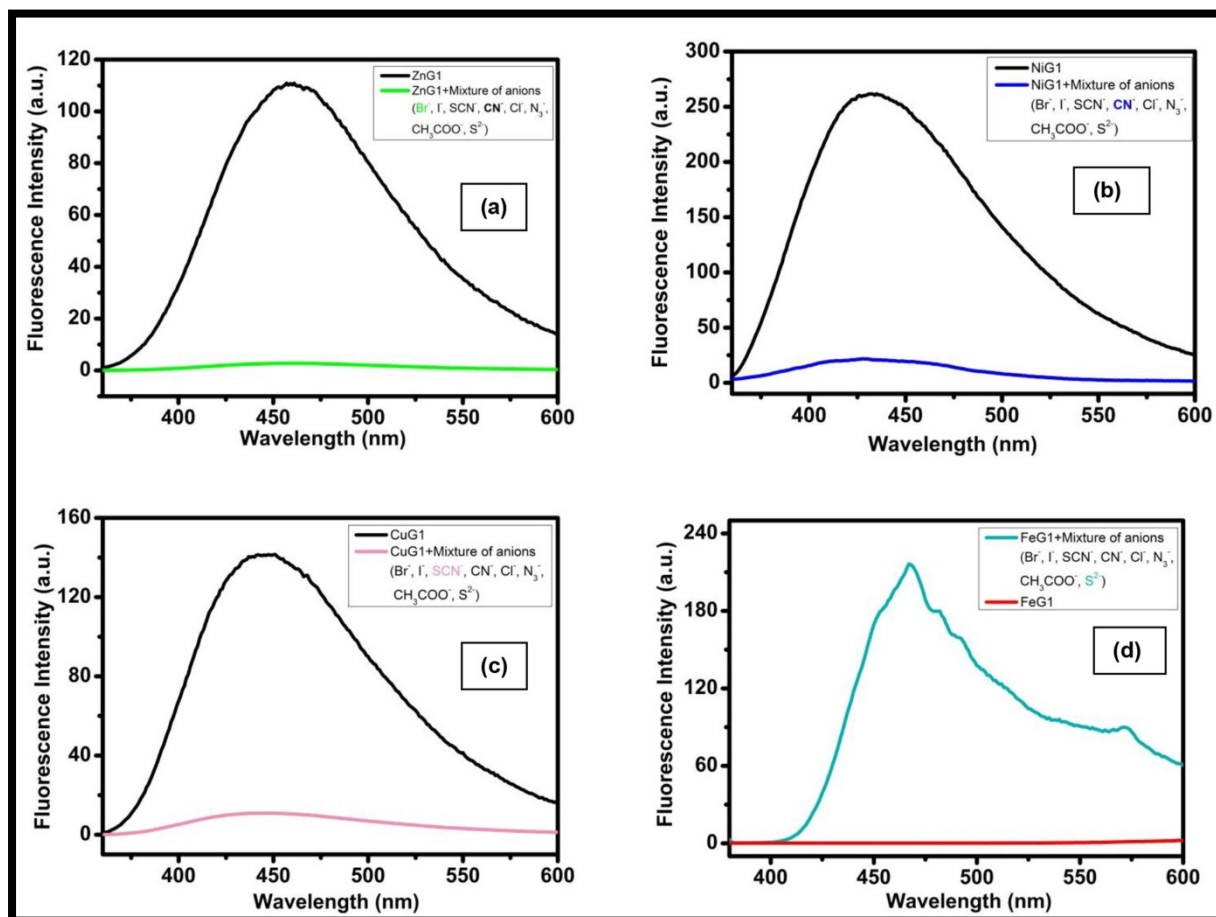 120
100
80
60
40
20
0
Fluorescence Intensity (a.u.)
ZnG1
ZnG1+Mixture of anions
(Br⁻, I⁻, SCN⁻, CN⁻, Cl⁻, N₃⁻,
CH₃COO⁻, S²⁻)
(a)
400 450 500 550 600
Wavelength (nm)
300
250
200
150
100
50
0
Fluorescence Intensity (a.u.)
NiG1
NiG1+Mixture of anions
(Br⁻, I⁻, SCN⁻, CN⁻, Cl⁻, N₃⁻,
CH₃COO⁻, S²⁻)
(b)
400 450 500 550 600
Wavelength (nm)
160
120
80
40
0
Fluorescence Intensity (a.u.)
CuG1
CuG1+Mixture of anions
(Br⁻, I⁻, SCN⁻, CN⁻, Cl⁻, N₃⁻,
CH₃COO⁻, S²⁻)
(c)
400 450 500 550 600
Wavelength (nm)
240
180
120
60
0
Fluorescence Intensity (a.u.)
FeG1+Mixture of anions
(Br⁻, I⁻, SCN⁻, CN⁻, Cl⁻, N₃⁻,
CH₃COO⁻, S²⁻)
FeG1
(d)
400 450 500 550 600
Wavelength (nm)